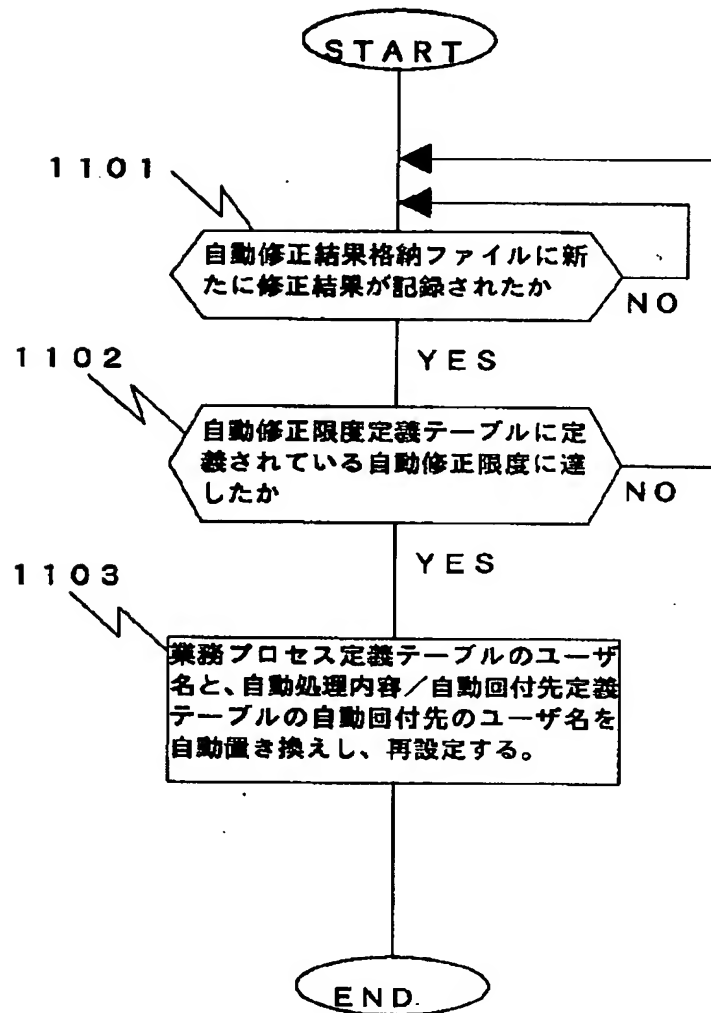 START
1101
自動修正結果格納ファイルに新
たに修正結果が記録されたか
NO
YES
1102
自動修正限度定義テーブルに定
義されている自動修正限度に達
したか
NO
YES
1103
業務プロセス定義テーブルのユーザ
名と、自動処理内容／自動回付先定義
テーブルの自動回付先のユーザ名を
自動置き換えし、再設定する。
END